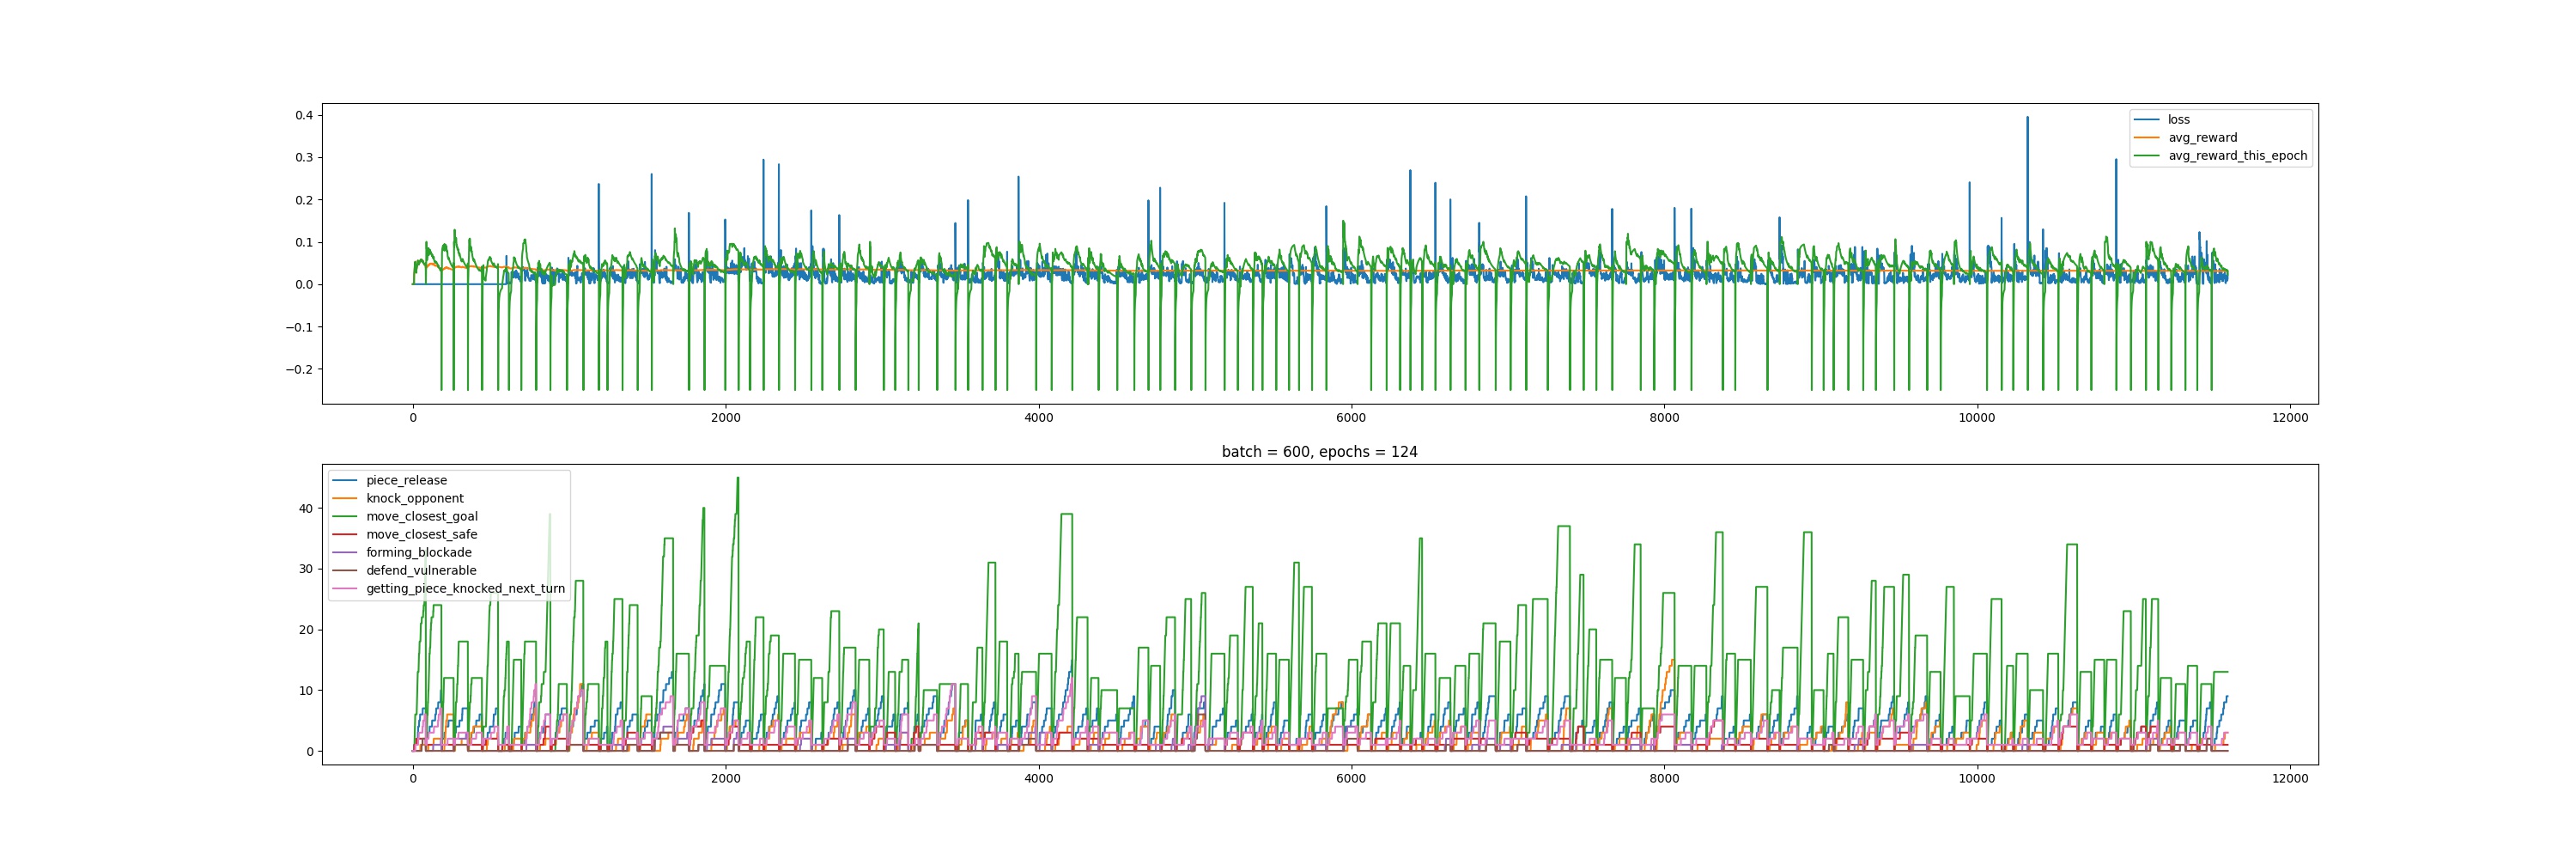 0.4
0.3
0.2
0.1
0.0
−0.1
−0.2
loss
avg_reward
avg_reward_this_epoch
0 2000 4000 6000 8000 10000 12000
batch = 600, epochs = 124
40
30
20
10
0
piece_release
knock_opponent
move_closest_goal
move_closest_safe
forming_blockade
defend_vulnerable
getting_piece_knocked_next_turn
0 2000 4000 6000 8000 10000 12000